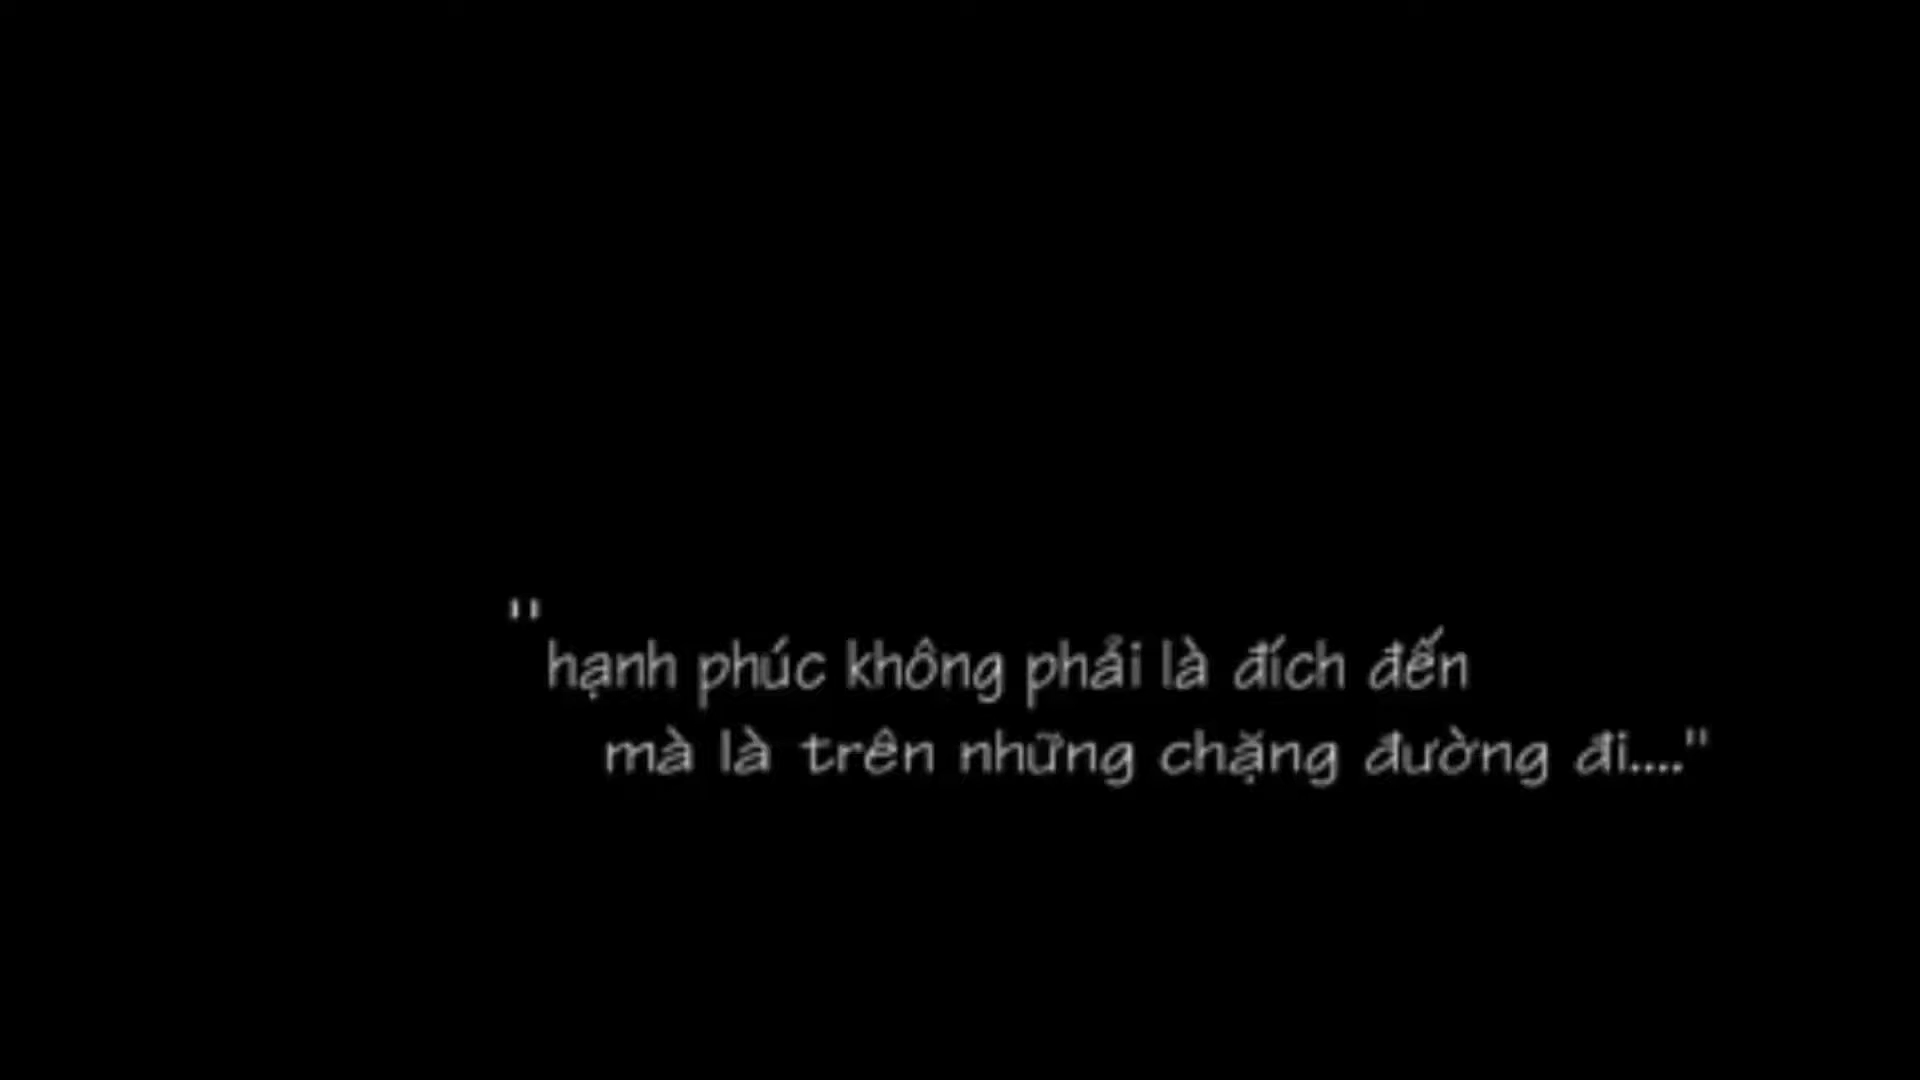 "hạnh phúc không phải là đích đến
mà là trên những chặng đường đi...."